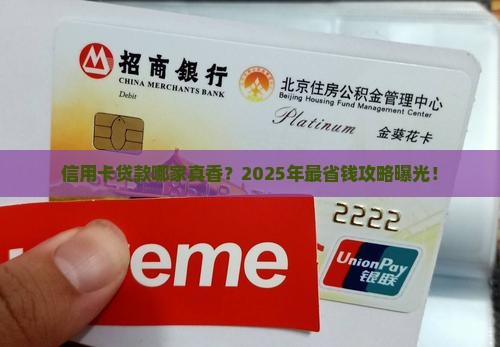 招商银行
CHINA MERCHANTS BANK
Debit
北京住房公积金管理中心
Beijing Housing Fund Management Center
Platinum
金葵花卡
信用卡贷款哪家真香？2025年最省钱攻略曝光！
2222
eme
UnionPay
银联